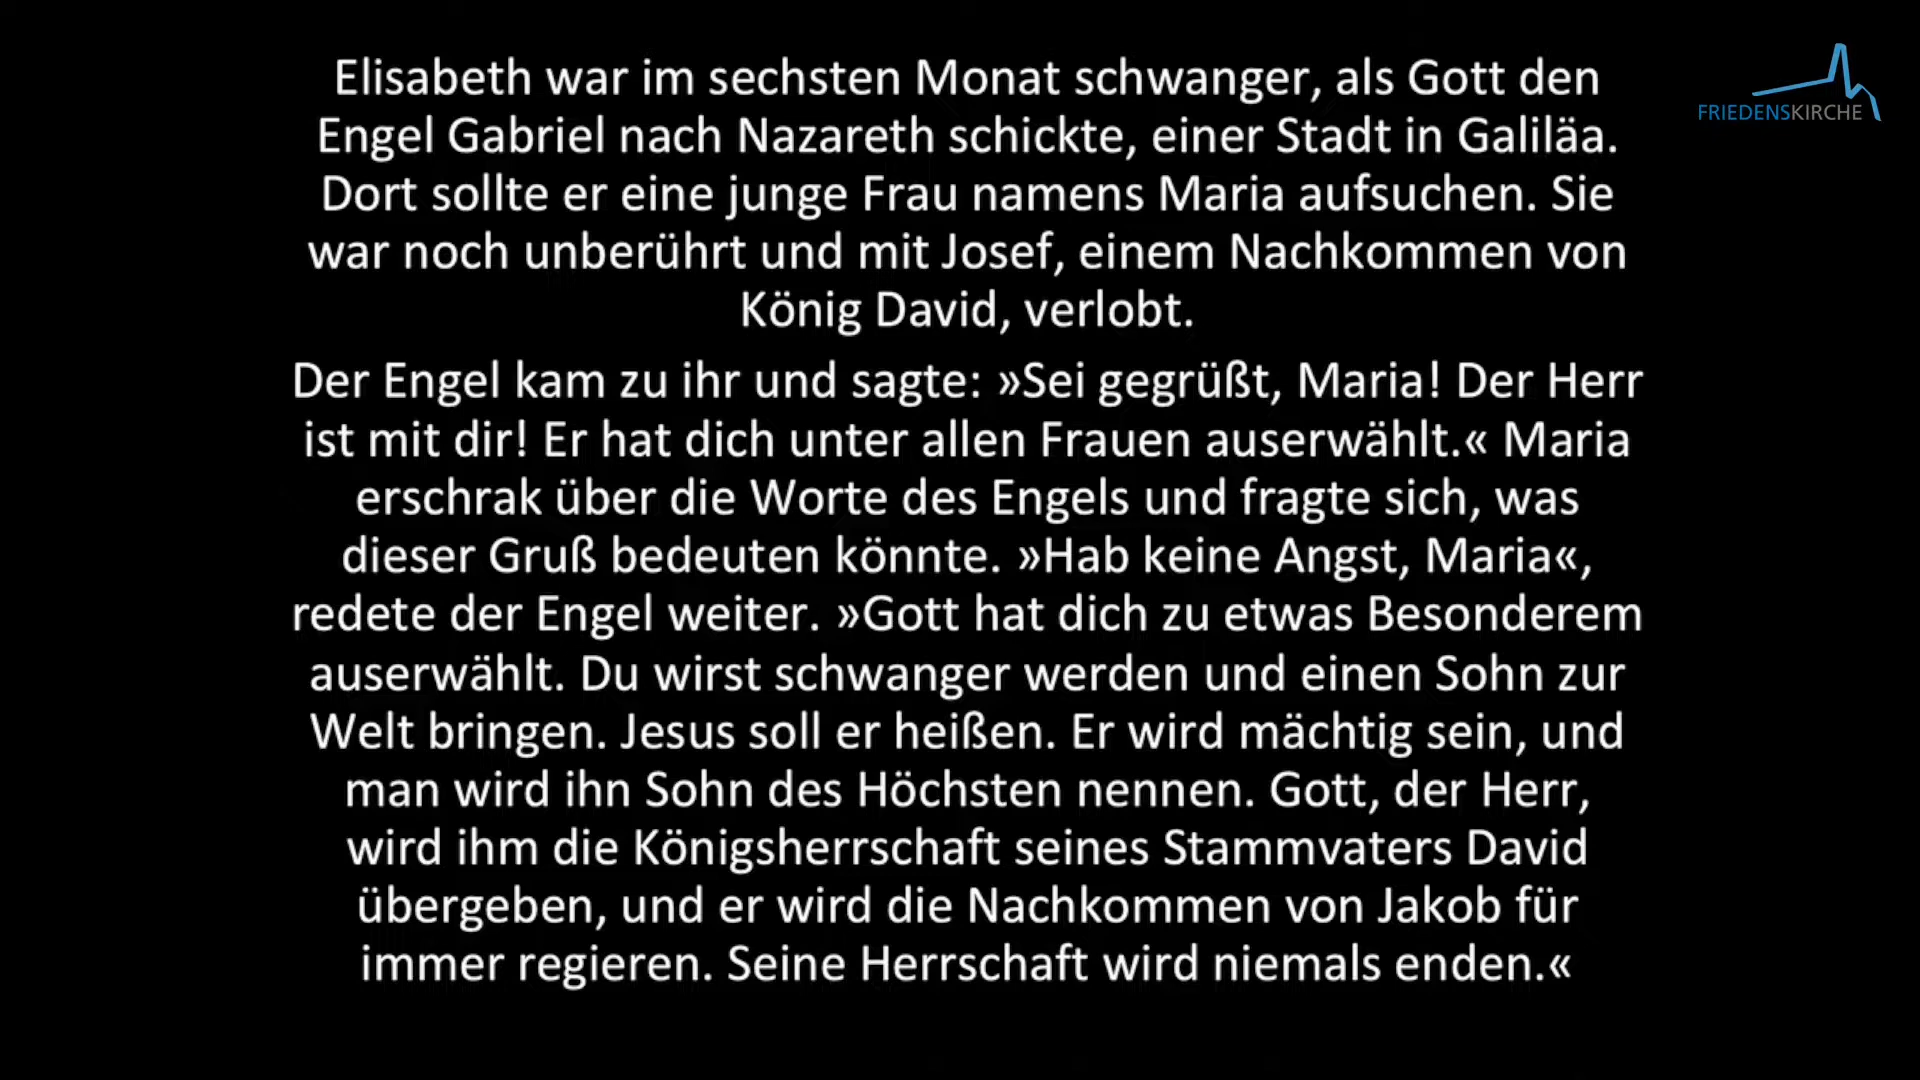 Elisabeth war im sechsten Monat schwanger, als Gott den
Engel Gabriel nach Nazareth schickte, einer Stadt in Galiläa.
Dort sollte er eine junge Frau namens Maria aufsuchen. Sie
war noch unberührt und mit Josef, einem Nachkommen von
König David, verlobt.
Der Engel kam zu ihr und sagte: »Sei gegrüßt, Maria! Der Herr
ist mit dir! Er hat dich unter allen Frauen auserwählt.« Maria
erschrak über die Worte des Engels und fragte sich, was
dieser Gruß bedeuten könnte. »Hab keine Angst, Maria«,
redete der Engel weiter. »Gott hat dich zu etwas Besonderem
auserwählt. Du wirst schwanger werden und einen Sohn zur
Welt bringen. Jesus soll er heißen. Er wird mächtig sein, und
man wird ihn Sohn des Höchsten nennen. Gott, der Herr,
wird ihm die Königsherrschaft seines Stammvaters David
übergeben, und er wird die Nachkommen von Jakob für
immer regieren. Seine Herrschaft wird niemals enden.«
FRIEDENSKIRCHE